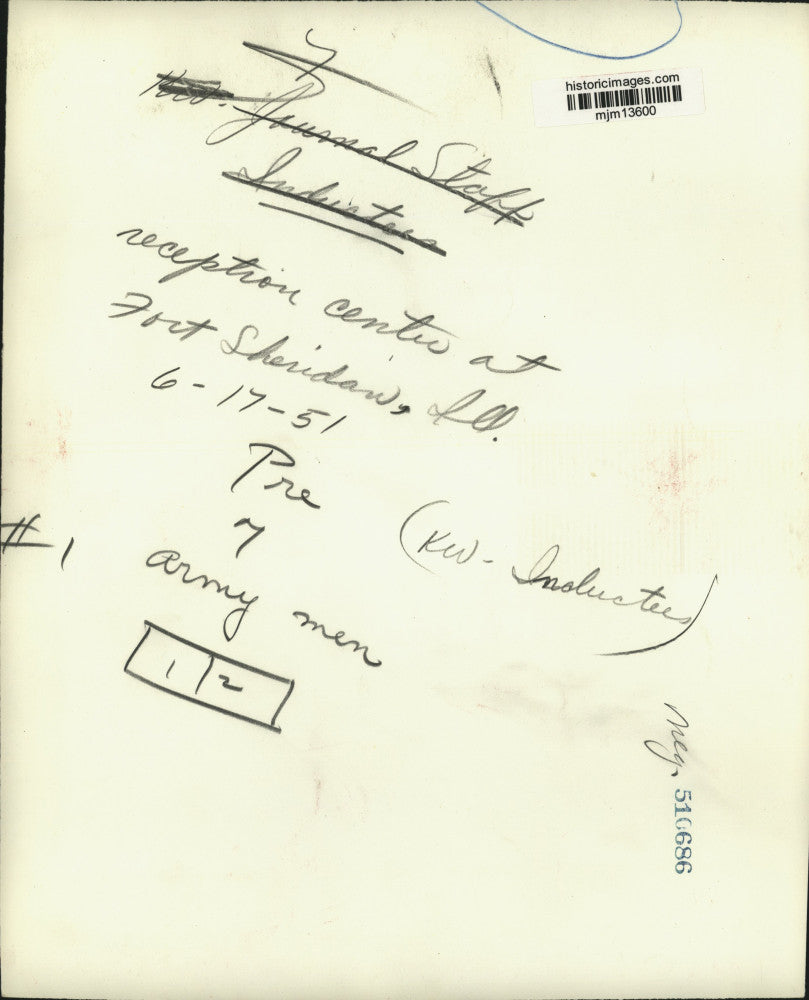 historicimages.com
mjm13600
Journal Staff
Inductees
reception center at
Fort Sheridan, Ill.
6-17-51
Pre
7
army men
1 2
#1
(KW- Inductees)
Neg. 510686